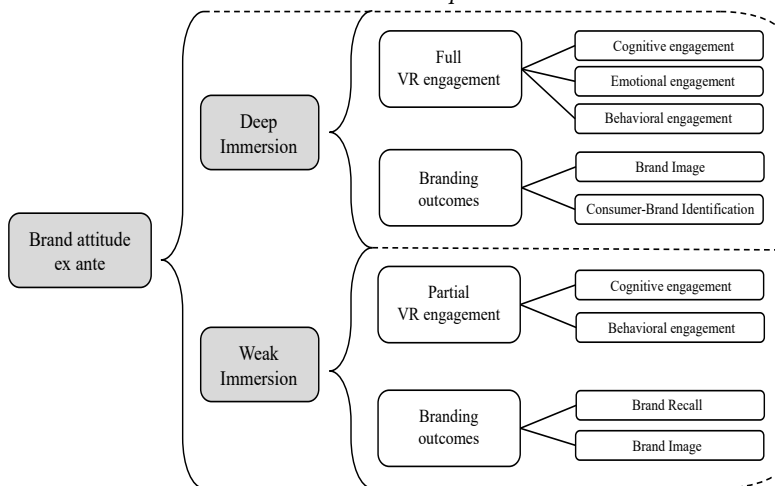 Full
VR engagement
Cognitive engagement
Emotional engagement
Behavioral engagement
Deep
Immersion
Branding
outcomes
Brand Image
Consumer-Brand Identification
Brand attitude
ex ante
Partial
VR engagement
Cognitive engagement
Behavioral engagement
Weak
Immersion
Branding
outcomes
Brand Recall
Brand Image